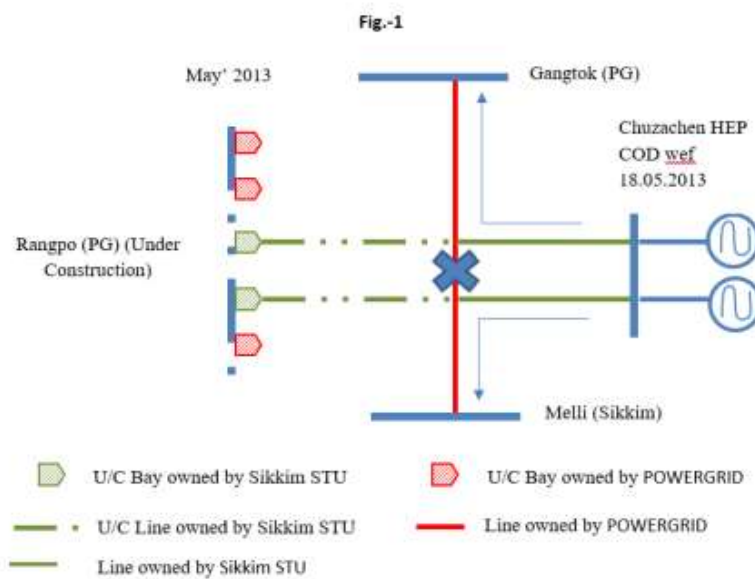 Fig.-1
May' 2013
Gangtok (PG)
Chuzachen HEP
COD wef
18.05.2013
Rangpo (PG) (Under
Construction)
Melli (Sikkim)
U/C Bay owned by Sikkim STU
U/C Bay owned by POWERGRID
U/C Line owned by Sikkim STU
Line owned by POWERGRID
Line owned by Sikkim STU